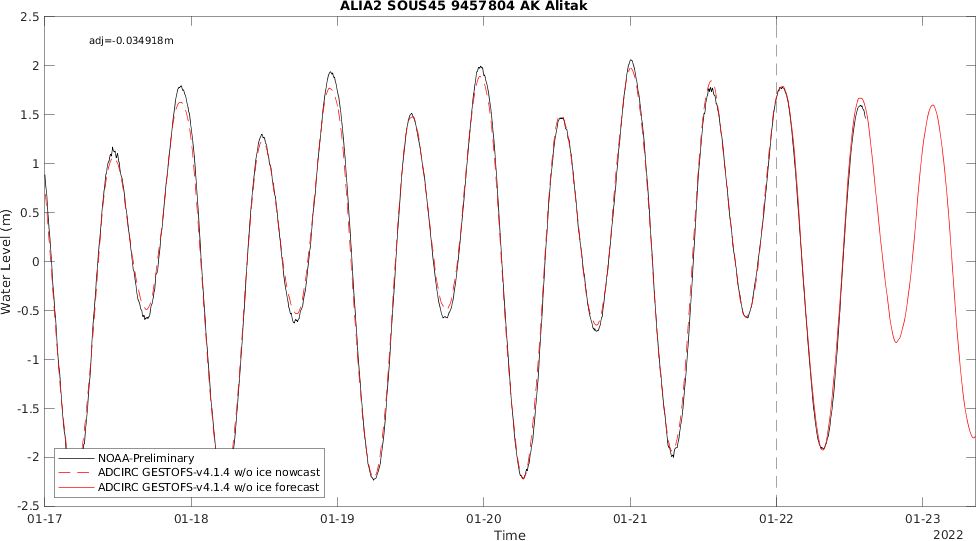 ALIA2 SOUS45 9457804 AK Alitak
adj=-0.034918m
2.5
2
1.5
1
0.5
0
-0.5
-1
-1.5
-2
-2.5
Water Level (m)
NOAA-Preliminary
ADCIRC GESTOFS-v4.1.4 w/o ice nowcast
ADCIRC GESTOFS-v4.1.4 w/o ice forecast
01-17 01-18 01-19 01-20 01-21 01-22 01-23
Time
2022